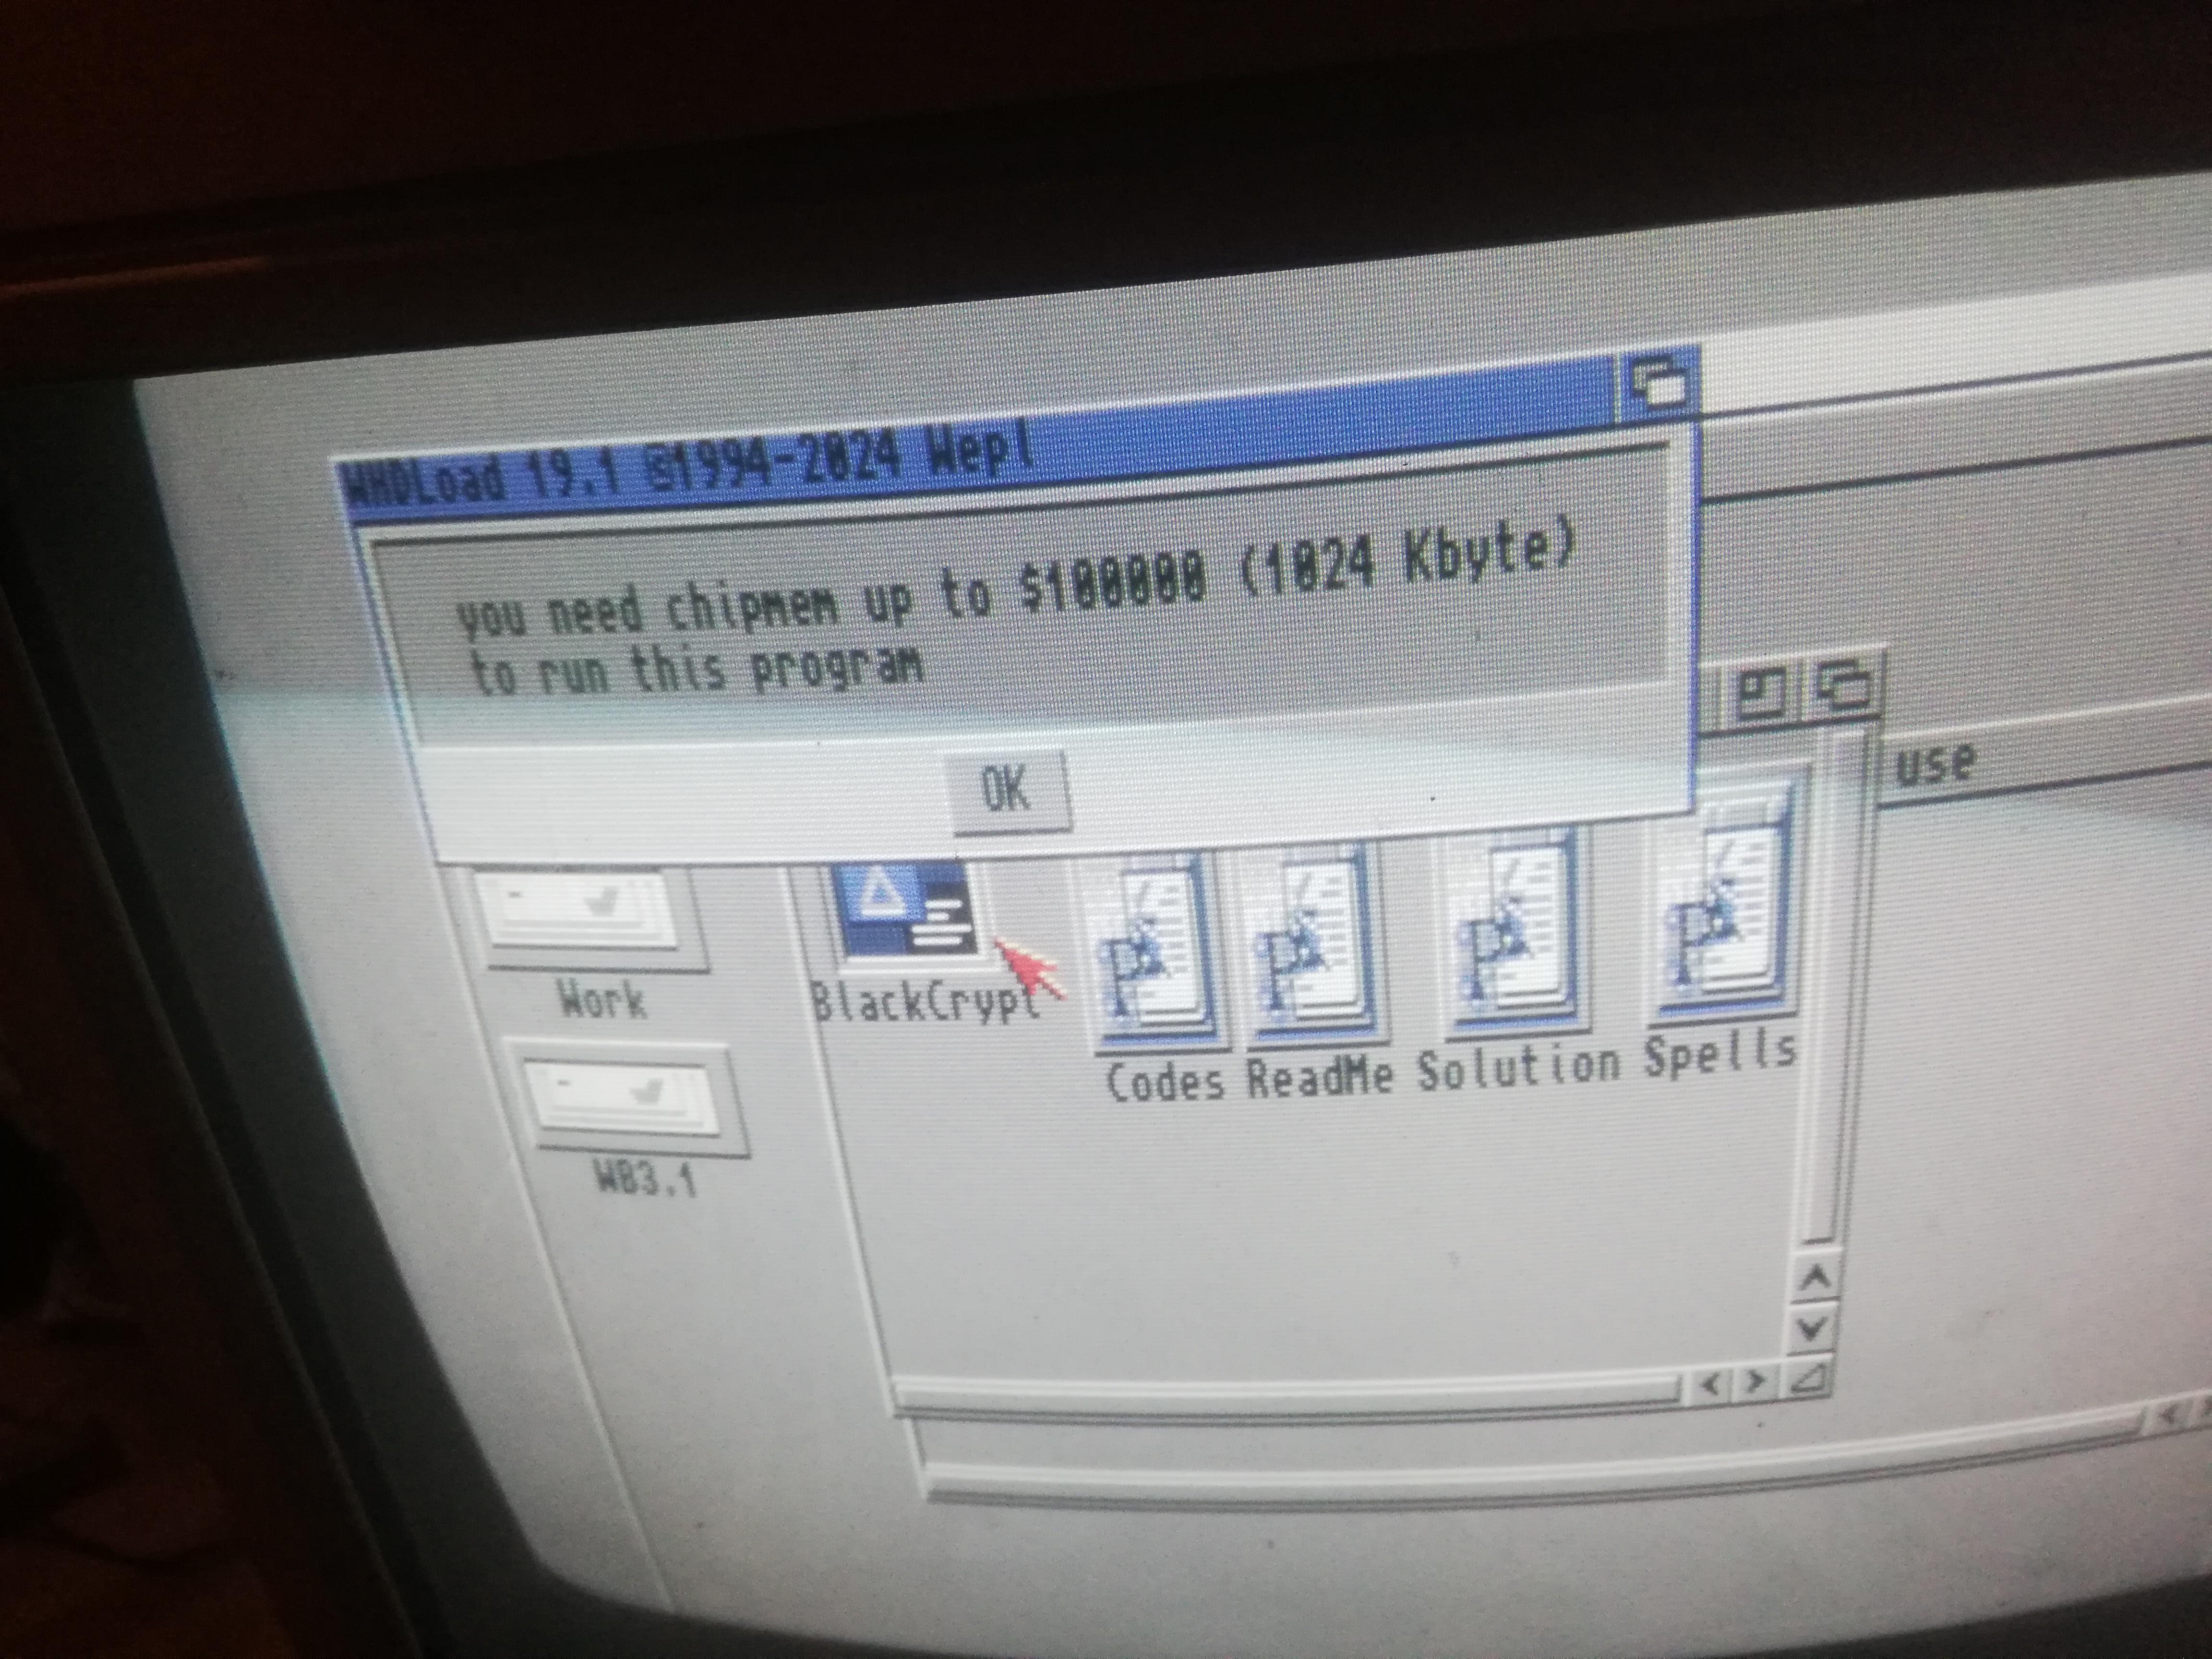 WHDLoad 19.1 ©1994-2024 Wepl
you need chipmem up to $100000 (1024 Kbyte)
to run this program
OK
use
Work
BlackCrypt
Codes
ReadMe
Solution
Spells
WB3.1